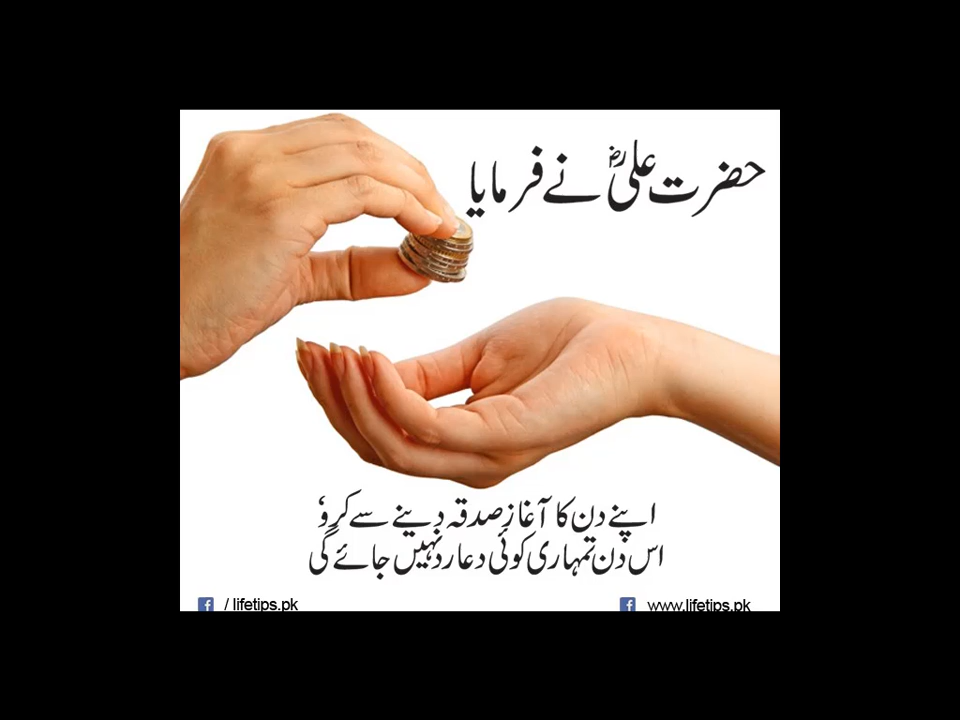 حضرت علیؓ نے فرمایا
اپنے دن کا آغاز صدقہ دینے سے کرو،
اس دن تمہاری کوئی دعا رد نہیں جائے گی
/ lifetips.pk
www.lifetips.pk